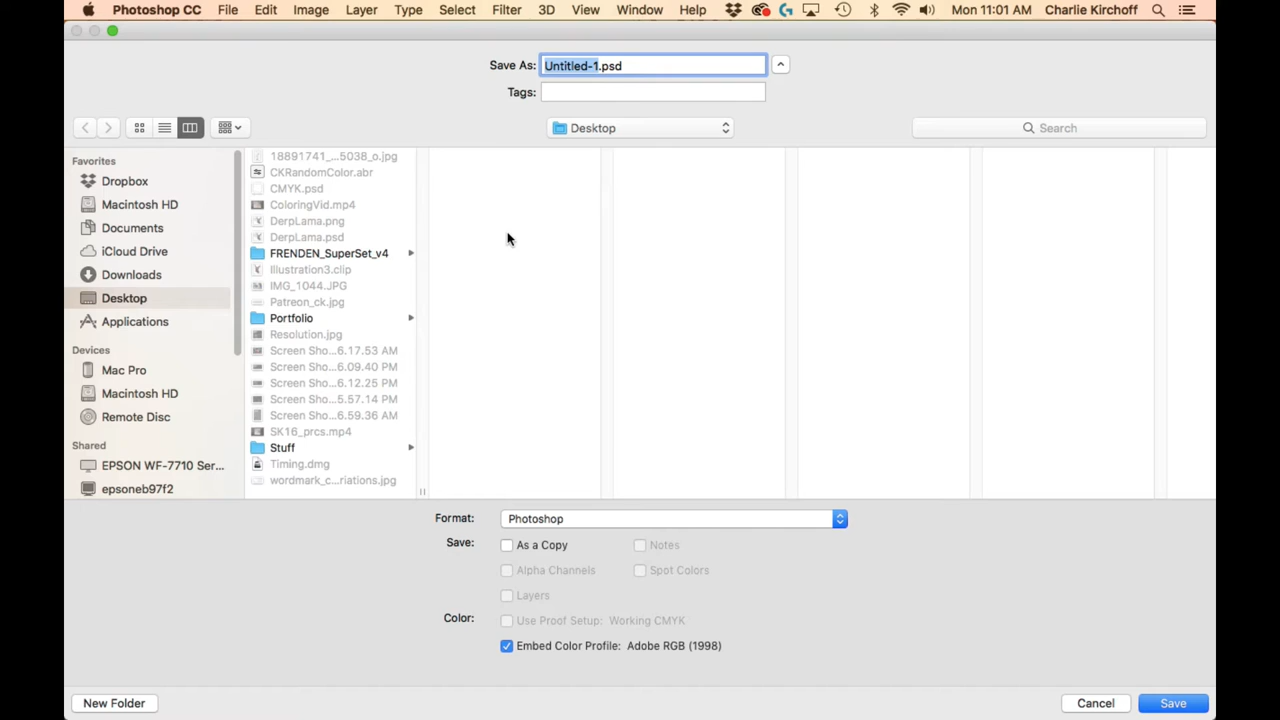 Photoshop CC File Edit Image Layer Type Select Filter 3D View Window Help Mon 11:01 AM Charlie Kirchoff
Save As: Untitled-1.psd
Tags:
Desktop
Search
Favorites
Dropbox
Macintosh HD
Documents
iCloud Drive
Downloads
Desktop
Applications
Devices
Mac Pro
Macintosh HD
Remote Disc
Shared
EPSON WF-7710 Ser...
epsoneb97f2
18891741_...5038_o.jpg
CKRandomColor.abr
CMYK.psd
ColoringVid.mp4
DerpLama.png
DerpLama.psd
FRENDEN_SuperSet_v4
Illustration3.clip
IMG_1044.JPG
Patreon_ck.jpg
Portfolio
Resolution.jpg
Screen Sho...6.17.53 AM
Screen Sho...6.09.40 PM
Screen Sho...6.12.25 PM
Screen Sho...5.57.14 PM
Screen Sho...6.59.36 AM
SK16_prcs.mp4
Stuff
Timing.dmg
wordmark_c...riations.jpg
Format: Photoshop
Save: As a Copy Notes
Alpha Channels Spot Colors
Layers
Color: Use Proof Setup: Working CMYK
Embed Color Profile: Adobe RGB (1998)
New Folder Cancel Save